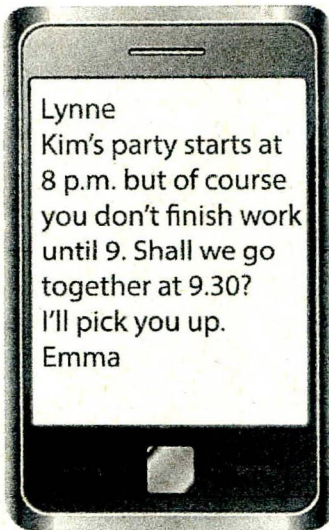 Lynne
Kim's party starts at
8 p.m. but of course
you don't finish work
until 9. Shall we go
together at 9.30?
I'll pick you up.
Emma